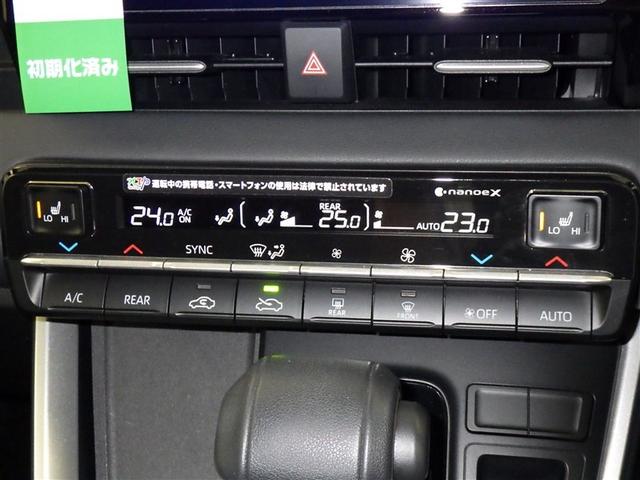 初期化済み
運転中の携帯電話・スマートフォンの使用は法律で禁止されています
nanoeX
LO HI
24.0 A/C ON
REAR 25.0
AUTO 23.0
LO HI
SYNC
A/C
REAR
REAR
FRONT
OFF
AUTO